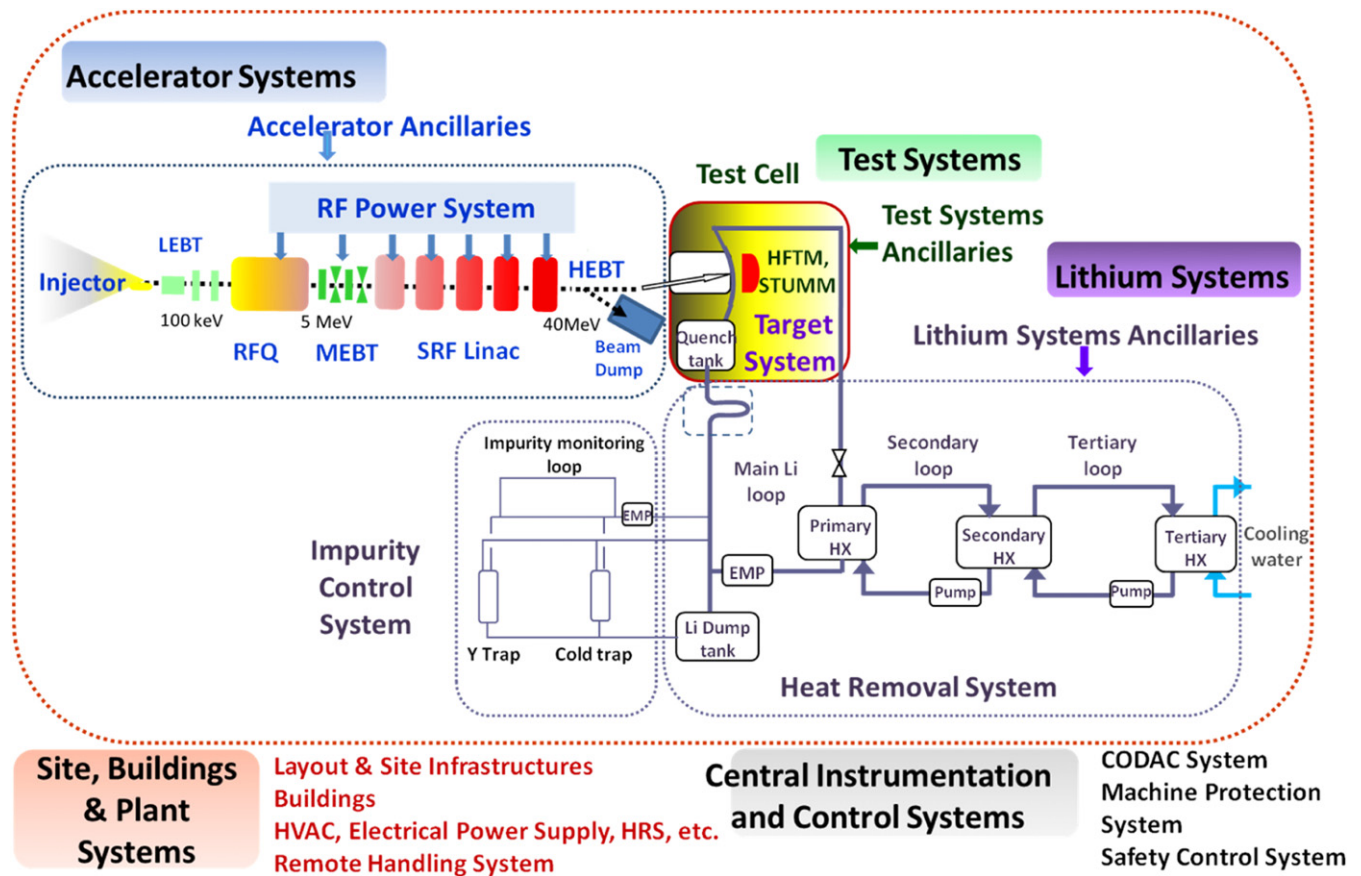 Accelerator Systems
Accelerator Ancillaries
RF Power System
LEBT
Injector
100 keV
RFQ
5 MeV
MEBT
SRF Linac
HEBT
40MeV
Beam
Dump
Test Cell
Test Systems
Test Systems
Ancillaries
HFTM,
STUMM
Target
System
Quench
tank
Lithium Systems
Lithium Systems Ancillaries
Impurity monitoring
loop
EMP
Impurity
Control
System
Y Trap
Cold trap
Main Li
loop
Secondary
loop
Tertiary
loop
Primary
HX
Secondary
HX
Tertiary
HX
Cooling
water
EMP
Pump
Pump
Li Dump
tank
Heat Removal System
Site, Buildings
& Plant
Systems
Layout & Site Infrastructures
Buildings
HVAC, Electrical Power Supply, HRS, etc.
Remote Handling System
Central Instrumentation
and Control Systems
CODAC System
Machine Protection
System
Safety Control System